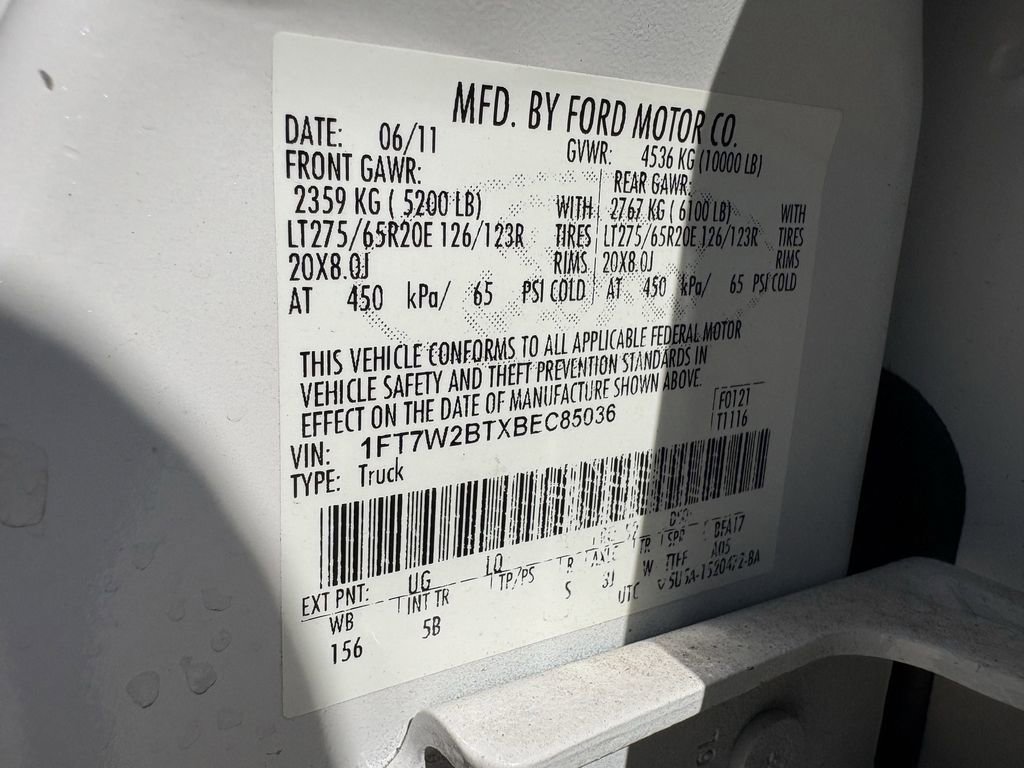 MFD. BY FORD MOTOR CO.
DATE: 06/11 GVWR: 4536 KG (10000 LB)
FRONT GAWR: REAR GAWR:
2359 KG ( 5200 LB) WITH 2767 KG ( 6100 LB) WITH
LT275/65R20E 126/123R TIRES LT275/65R20E 126/123R TIRES
20X8.0J RIMS 20X8.0J RIMS
AT 450 kPa/ 65 PSI COLD AT 450 kPa/ 65 PSI COLD
THIS VEHICLE CONFORMS TO ALL APPLICABLE FEDERAL MOTOR
VEHICLE SAFETY AND THEFT PREVENTION STANDARDS IN
EFFECT ON THE DATE OF MANUFACTURE SHOWN ABOVE.
F0121
VIN: 1FT7W2BTXBEC85036 T1116
TYPE: Truck
EXT PNT: UG LQ BFA17
WB INT TR TP/PS R AXLE TR SPR
156 5B S 3J W A05
UTC